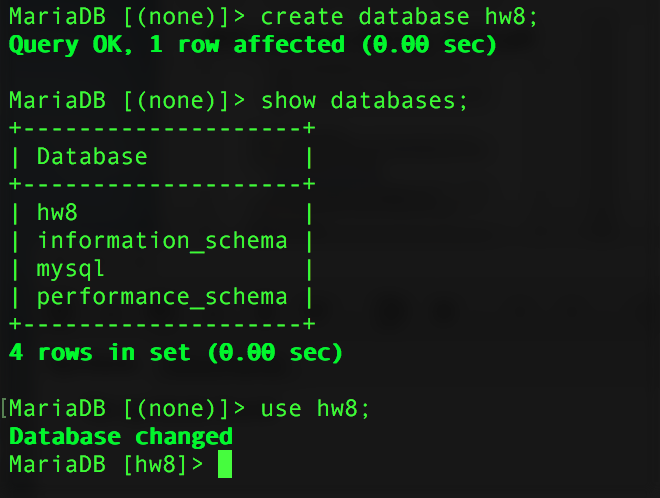 MariaDB [(none)]> create database hw8;
Query OK, 1 row affected (0.00 sec)
MariaDB [(none)]> show databases;
+--------------------+
| Database           |
+--------------------+
| hw8                |
| information_schema |
| mysql              |
| performance_schema |
+--------------------+
4 rows in set (0.00 sec)
[MariaDB [(none)]> use hw8;
Database changed
MariaDB [hw8]>